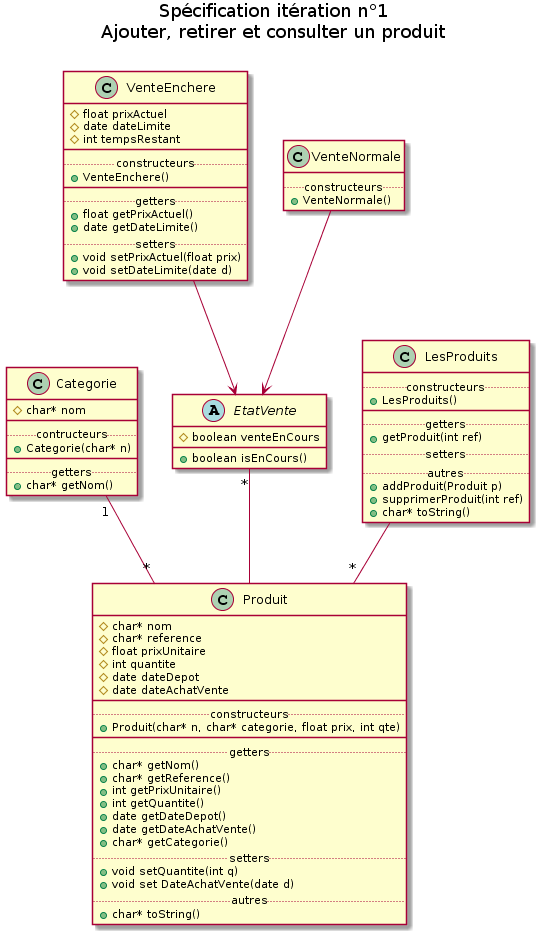 Spécification itération n°1
Ajouter, retirer et consulter un produit
C VenteEnchere
float prixActuel
date dateLimite
int tempsRestant
constructeurs
VenteEnchere()
getters
float getPrixActuel()
date getDateLimite()
setters
void setPrixActuel(float prix)
void setDateLimite(date d)
C VenteNormale
constructeurs
VenteNormale()
C Categorie
char* nom
contructeurs
Categorie(char* n)
getters
char* getNom()
A EtatVente
boolean venteEnCours
boolean isEnCours()
C LesProduits
constructeurs
LesProduits()
getters
getProduit(int ref)
setters
autres
addProduit(Produit p)
supprimerProduit(int ref)
char* toString()
1
*
*
*
C Produit
char* nom
char* reference
float prixUnitaire
int quantite
date dateDepot
date dateAchatVente
constructeurs
Produit(char* n, char* categorie, float prix, int qte)
getters
char* getNom()
char* getReference()
int getPrixUnitaire()
int getQuantite()
date getDateDepot()
date getDateAchatVente()
char* getCategorie()
setters
void setQuantite(int q)
void set DateAchatVente(date d)
autres
char* toString()